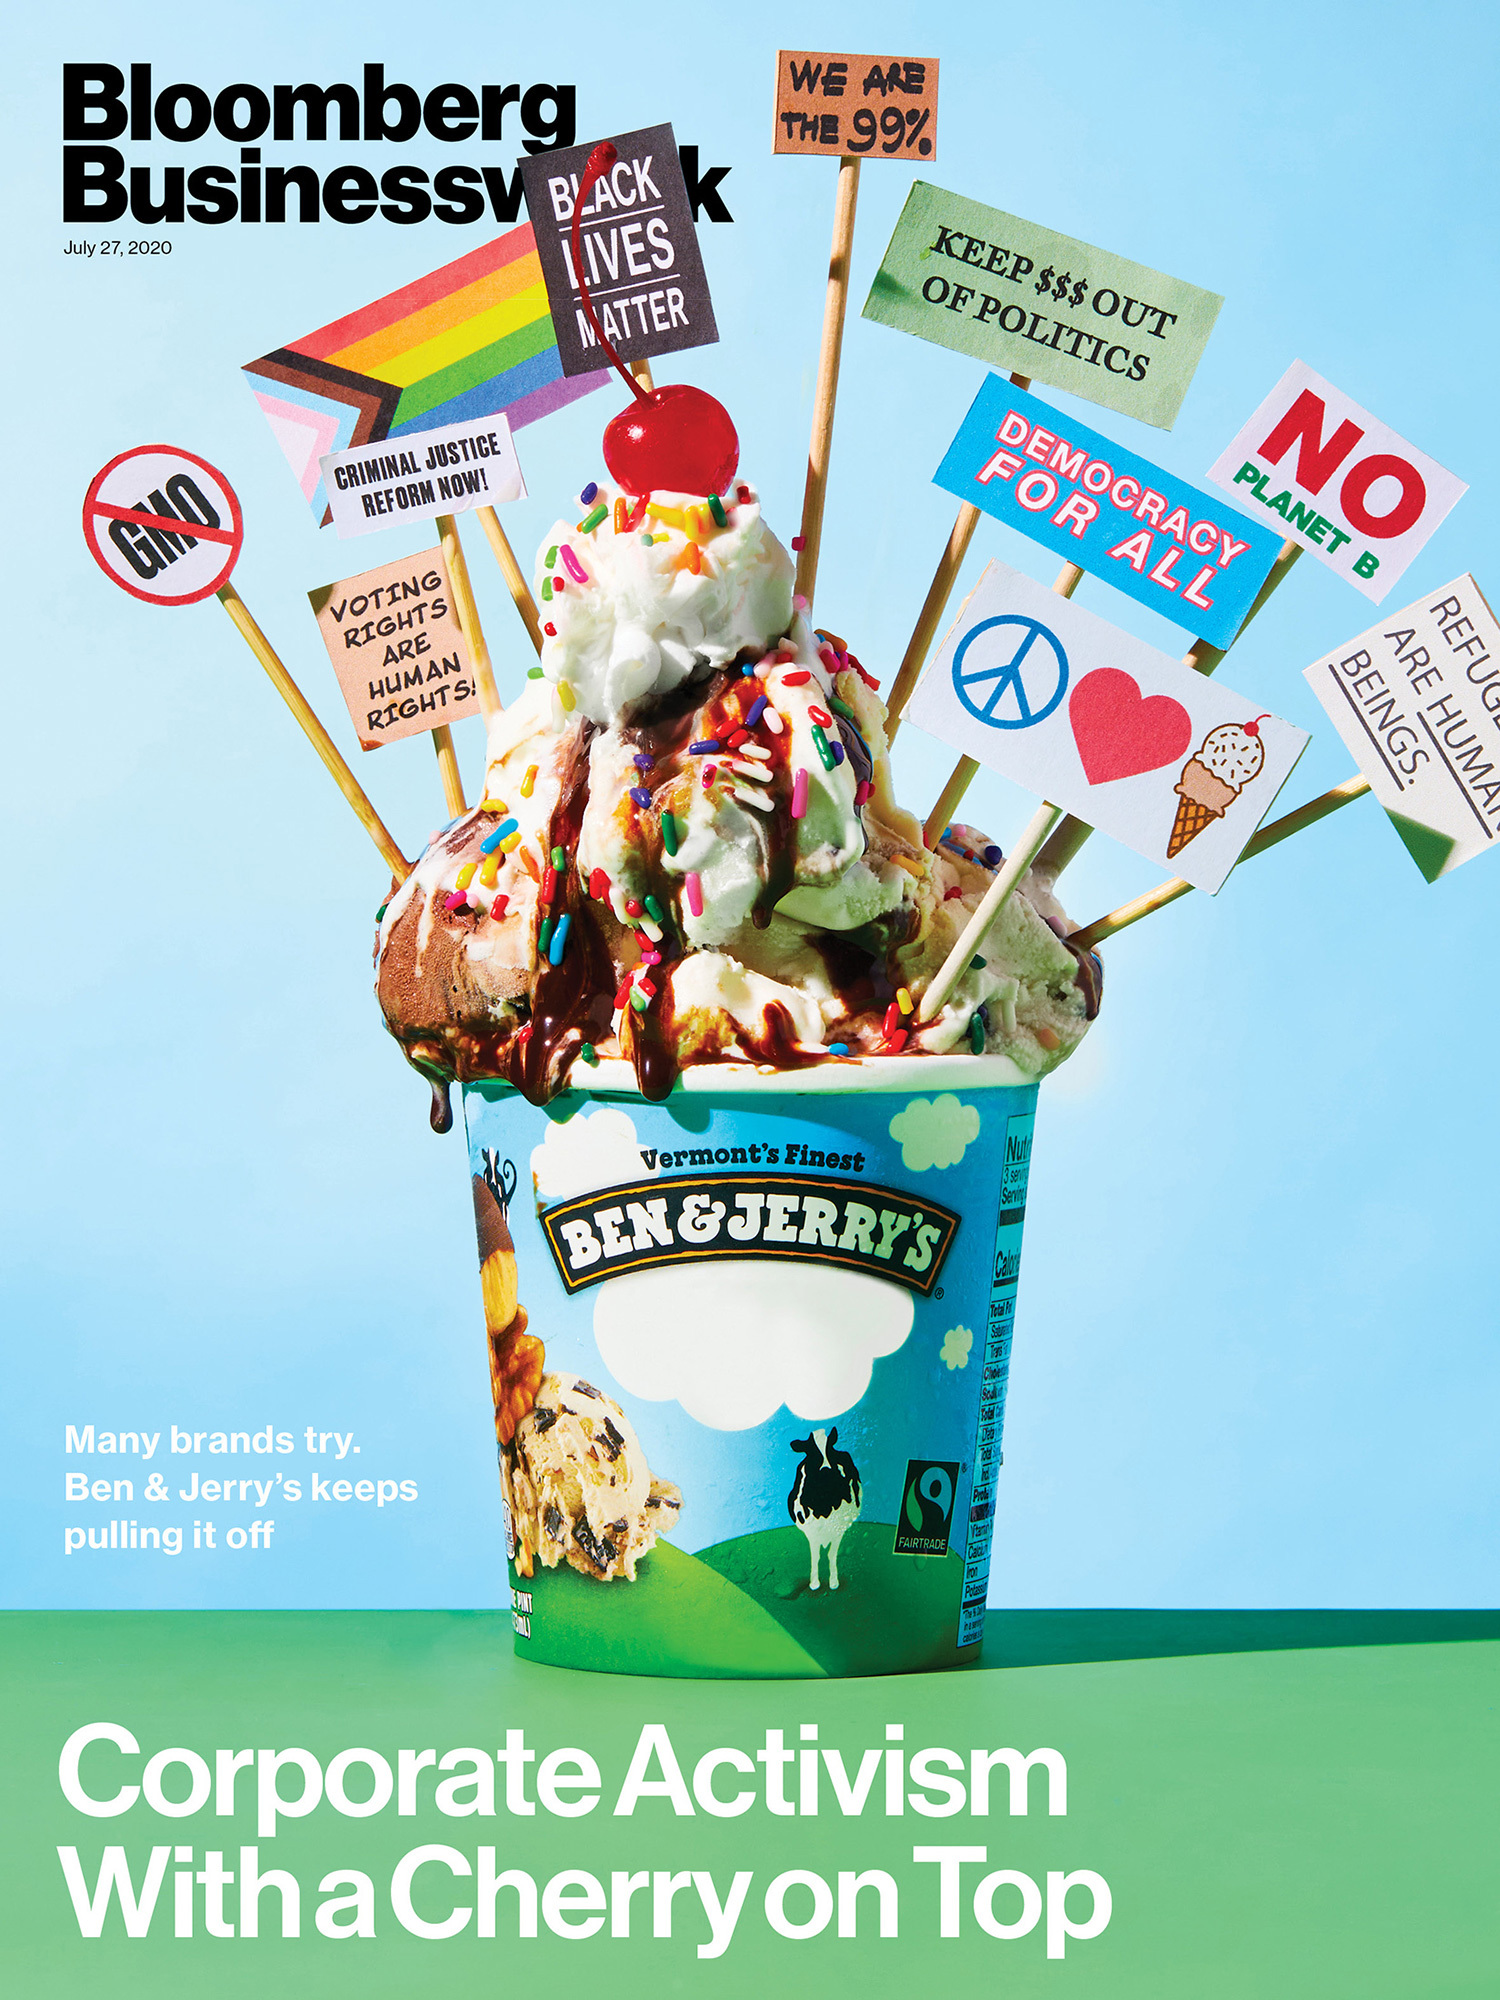 Bloomberg
Businessw k
July 27, 2020
WE ARE
THE 99%
BLACK
LIVES
MATTER
KEEP $$$ OUT
OF POLITICS
NO
PLANET B
DEMOCRACY
FOR ALL
CRIMINAL JUSTICE
REFORM NOW!
GMO
VOTING
RIGHTS
ARE
HUMAN
RIGHTS!
ARE HUMAN
BEINGS.
Vermont's Finest
BEN & JERRY'S
®
FAIRTRADE
PINT
Many brands try.
Ben & Jerry's keeps
pulling it off
Corporate Activism
With a Cherry on Top